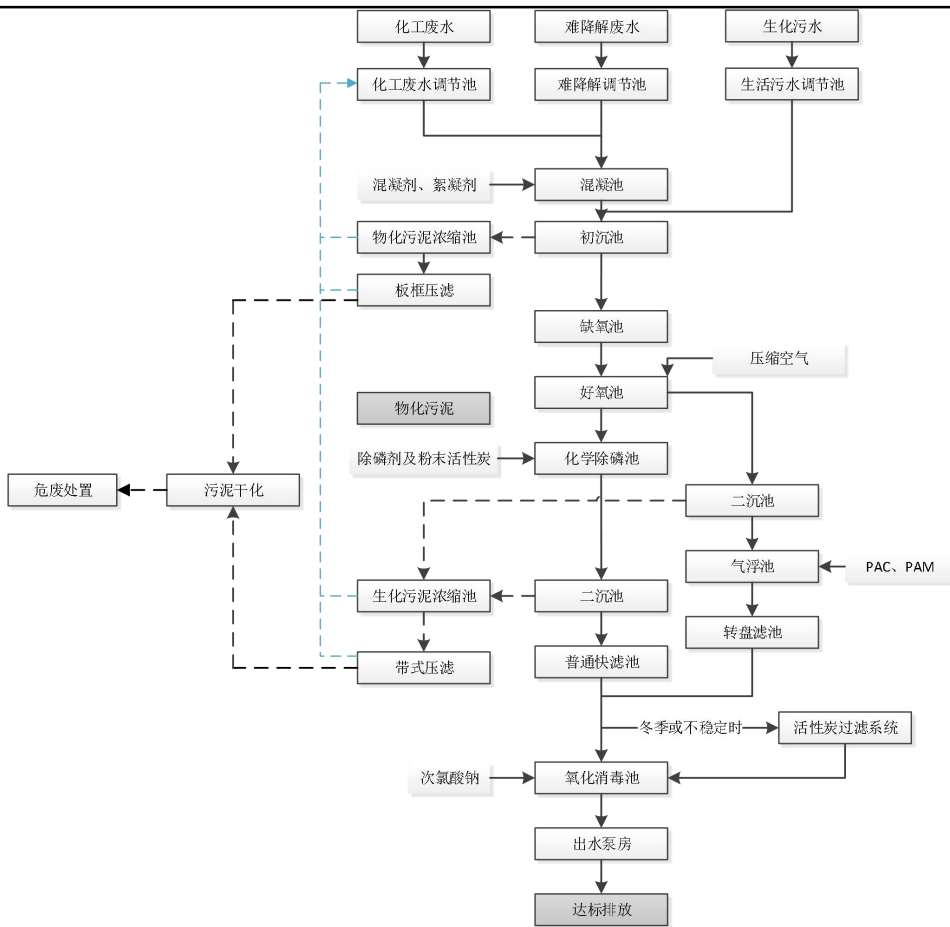 化工废水
难降解废水
生化污水
化工废水调节池
难降解调节池
生活污水调节池
混凝剂、絮凝剂
混凝池
物化污泥浓缩池
初沉池
板框压滤
缺氧池
压缩空气
好氧池
物化污泥
除磷剂及粉末活性炭
化学除磷池
危废处置
污泥干化
二沉池
气浮池
PAC、PAM
生化污泥浓缩池
二沉池
转盘滤池
带式压滤
普通快滤池
冬季或不稳定时
活性炭过滤系统
次氯酸钠
氧化消毒池
出水泵房
达标排放